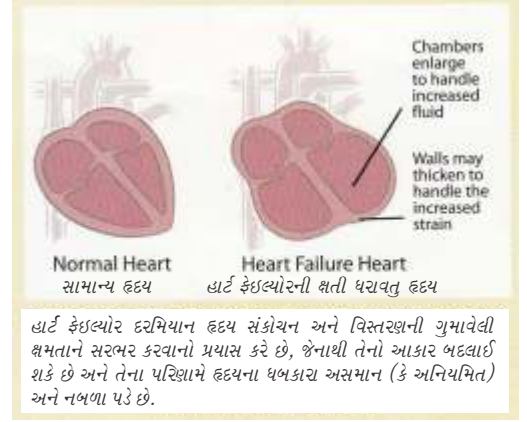 Chambers
enlarge
to handle
increased
fluid
Walls may
thicken to
handle the
increased
strain
Normal Heart
સામાન્ય હૃદય
Heart Failure Heart
હાર્ટ ફેઇલ્યોરની ક્ષતી ધરાવતુ હૃદય
હાર્ટ ફેઇલ્યોર દરમિયાન હૃદય સંકોચન અને વિસ્તરણની ગુમાવેલી
ક્ષમતાને સરભર કરવાનો પ્રયાસ કરે છે, જેનાથી તેનો આકાર બદલાઈ
શકે છે અને તેના પરિણામે હૃદયના ધબકારા અસમાન (કે અનિયમિત)
અને નબળા પડે છે.